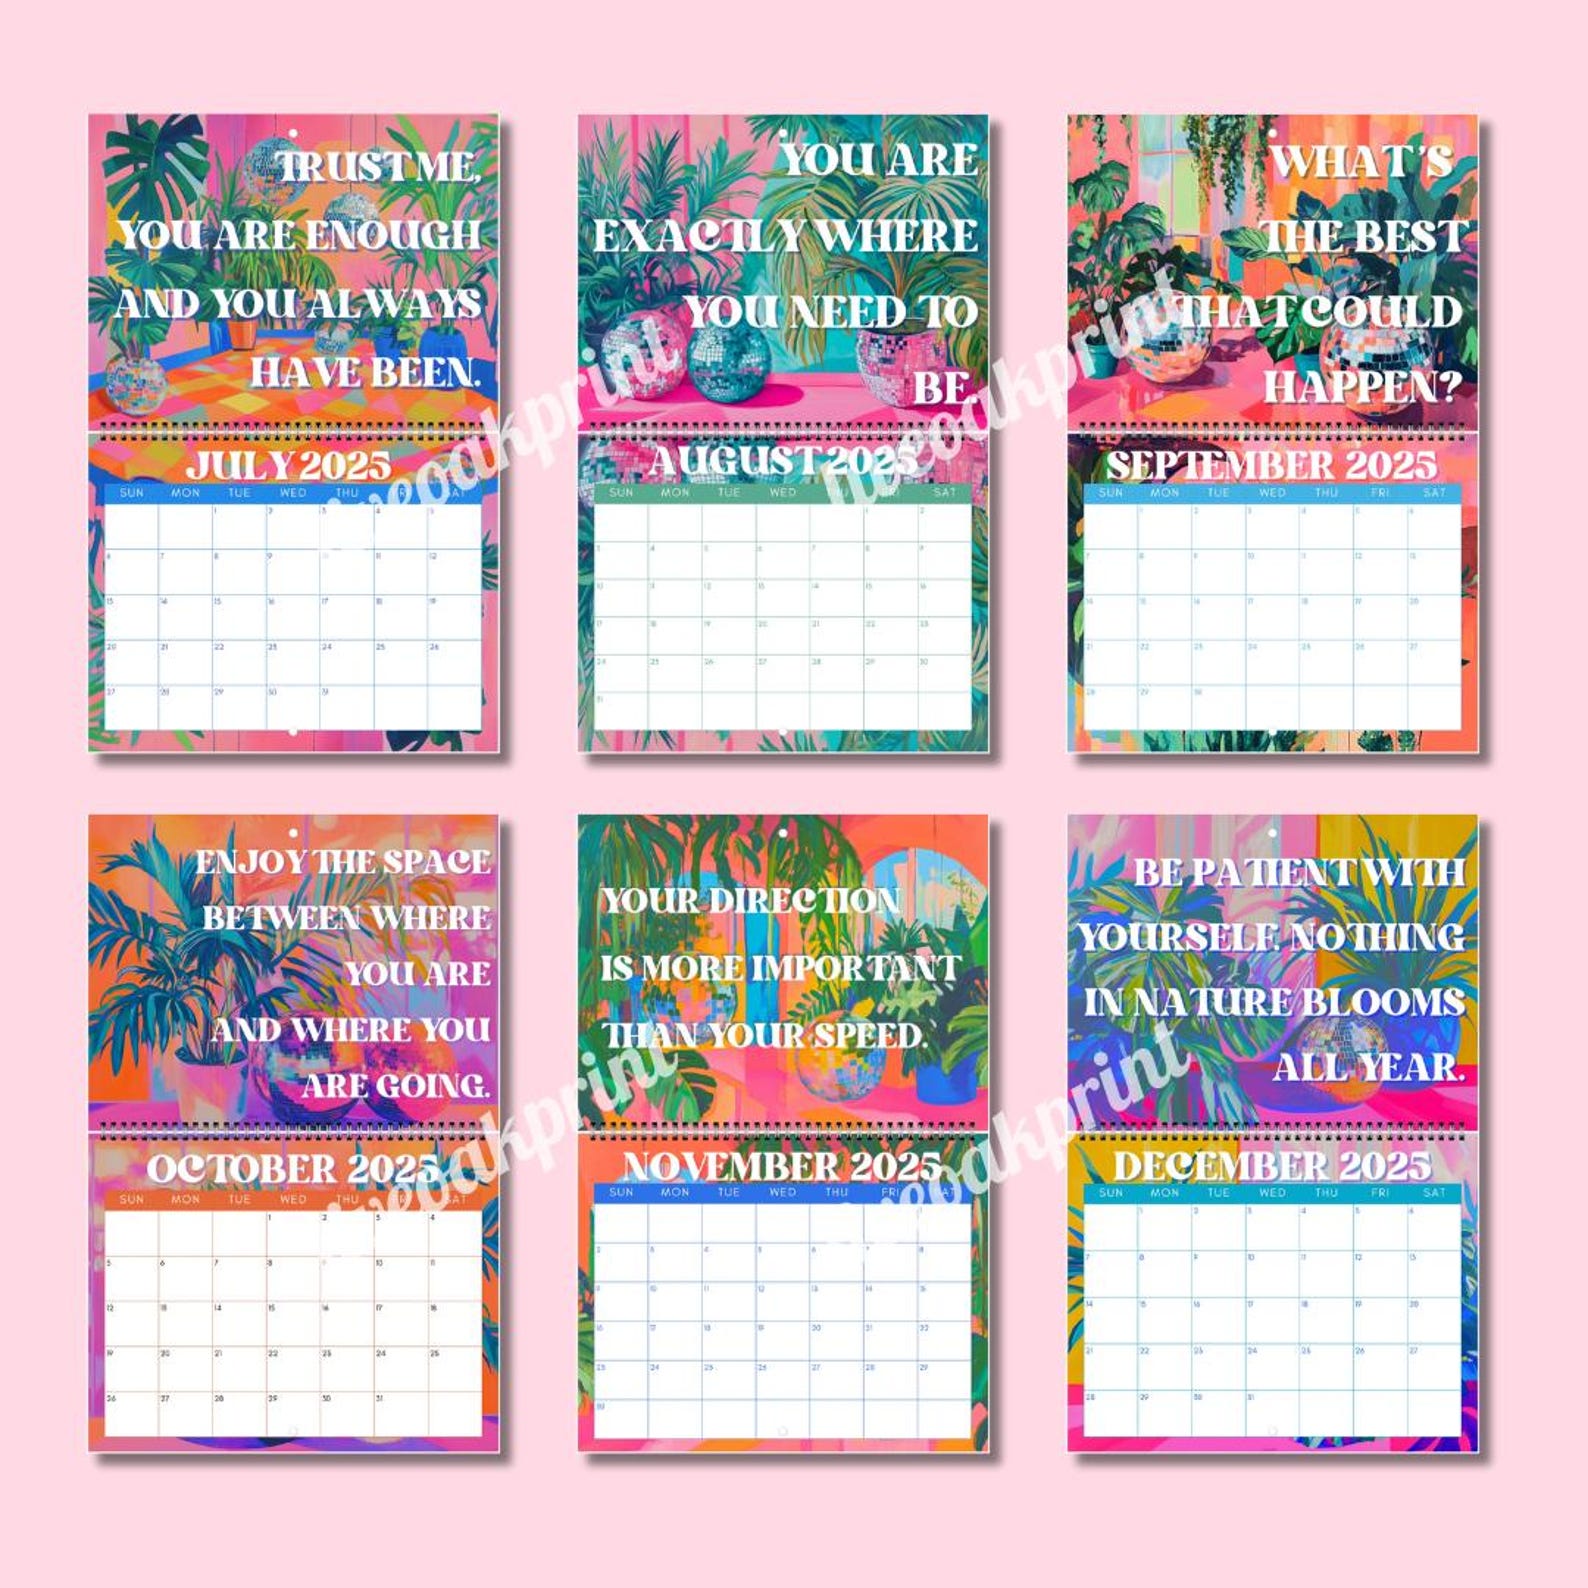 TRUST ME,
YOU ARE ENOUGH
AND YOU ALWAYS
HAVE BEEN.
JULY 2025
SUN MON TUE WED THU FRI SAT
1 2 3 4 5
6 7 8 9 10 11 12
13 14 15 16 17 18 19
20 21 22 23 24 25 26
27 28 29 30 31
YOU ARE
EXACTLY WHERE
YOU NEED TO
BE.
AUGUST 2025
SUN MON TUE WED THU FRI SAT
1 2
3 4 5 6 7 8 9
10 11 12 13 14 15 16
17 18 19 20 21 22 23
24 25 26 27 28 29 30
31
WHAT'S
THE BEST
THAT COULD
HAPPEN?
SEPTEMBER 2025
SUN MON TUE WED THU FRI SAT
1 2 3 4 5 6
7 8 9 10 11 12 13
14 15 16 17 18 19 20
21 22 23 24 25 26 27
28 29 30
liveoakprint
liveoakprint
ENJOY THE SPACE
BETWEEN WHERE
YOU ARE
AND WHERE YOU
ARE GOING.
OCTOBER 2025
SUN MON TUE WED THU FRI SAT
1 2 3 4
5 6 7 8 9 10 11
12 13 14 15 16 17 18
19 20 21 22 23 24 25
26 27 28 29 30 31
YOUR DIRECTION
IS MORE IMPORTANT
THAN YOUR SPEED.
NOVEMBER 2025
SUN MON TUE WED THU FRI SAT
1
2 3 4 5 6 7 8
9 10 11 12 13 14 15
16 17 18 19 20 21 22
23 24 25 26 27 28 29
30
BE PATIENT WITH
YOURSELF. NOTHING
IN NATURE BLOOMS
ALL YEAR.
DECEMBER 2025
SUN MON TUE WED THU FRI SAT
1 2 3 4 5 6
7 8 9 10 11 12 13
14 15 16 17 18 19 20
21 22 23 24 25 26 27
28 29 30 31
liveoakprint
liveoakprint